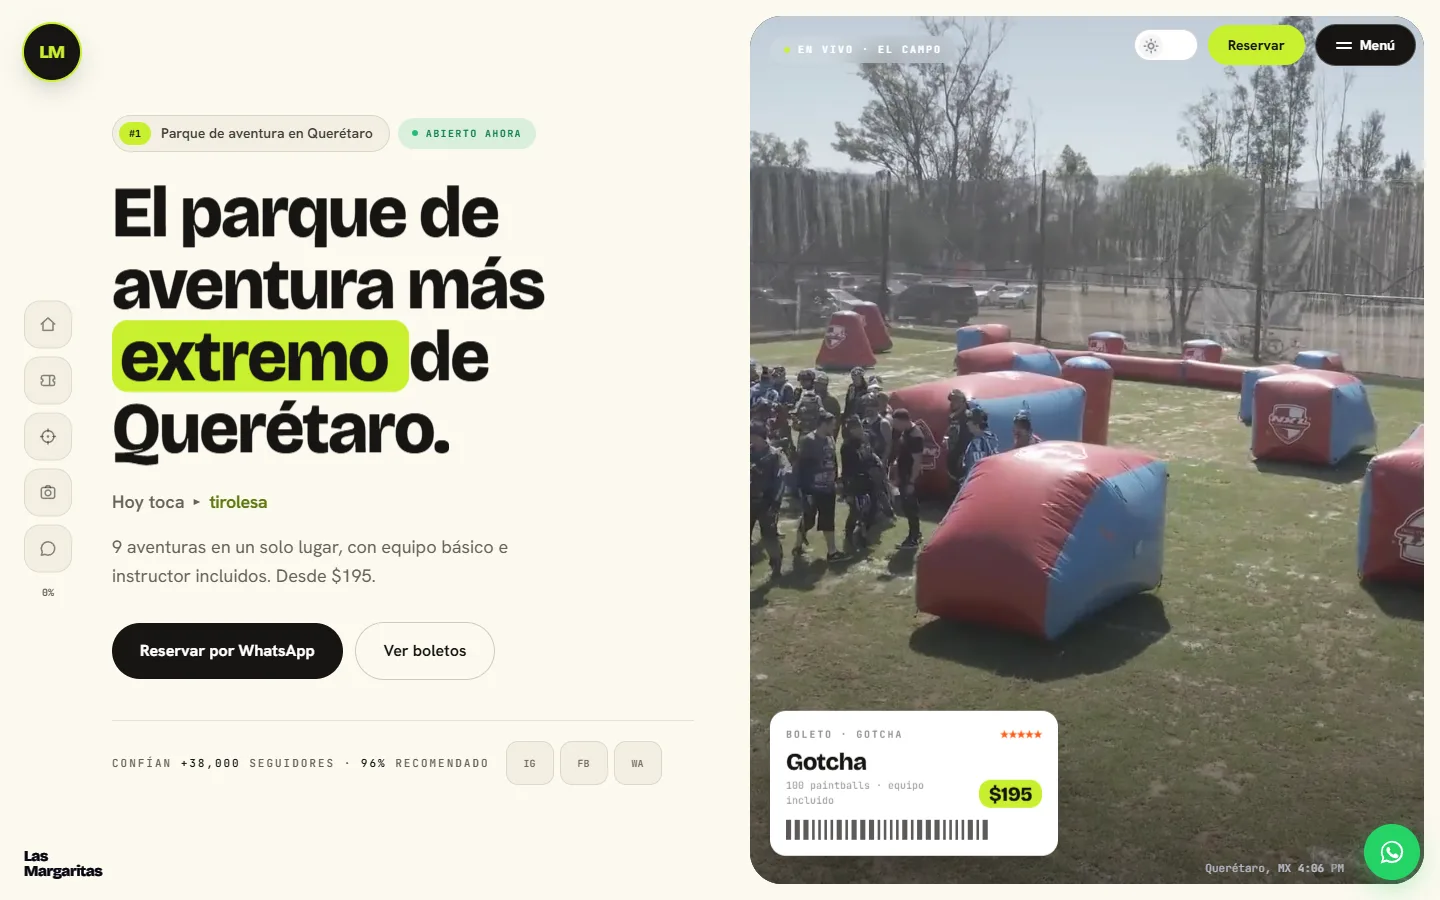 LM
EN VIVO · EL CAMPO
Reservar
Menú
#1 Parque de aventura en Querétaro
ABIERTO AHORA
El parque de
aventura más
extremo de
Querétaro.
Hoy toca ▸ tirolesa
9 aventuras en un solo lugar, con equipo básico e
instructor incluidos. Desde $195.
0%
Reservar por WhatsApp
Ver boletos
CONFÍAN +38,000 SEGUIDORES · 96% RECOMENDADO
IG
FB
WA
NXL
BOLETO · GOTCHA
★★★★★
Gotcha
100 paintballs · equipo
incluido
$195
Las
Margaritas
Querétaro, MX 4:06 PM